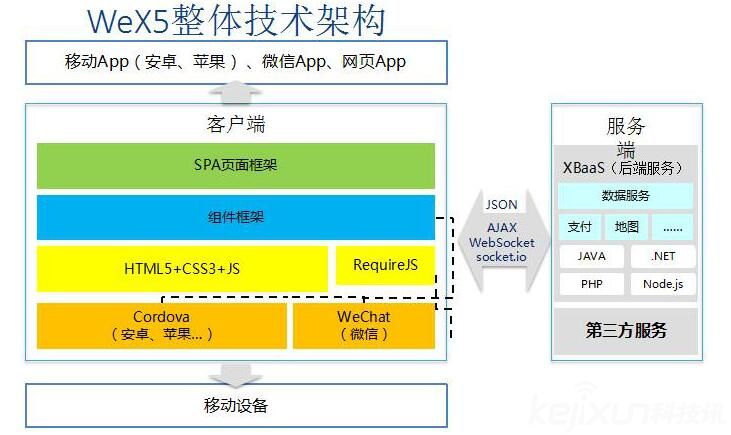 WeX5整体技术架构
移动App（安卓、苹果）、微信App、网页App
客户端
SPA页面框架
组件框架
HTML5+CSS3+JS
RequireJS
Cordova
（安卓、苹果...）
WeChat
（微信）
移动设备
JSON
AJAX
WebSocket
socket.io
服务
端
XBaaS（后端服务）
数据服务
支付
地图
......
JAVA
.NET
PHP
Node.js
第三方服务
kejixun科技讯